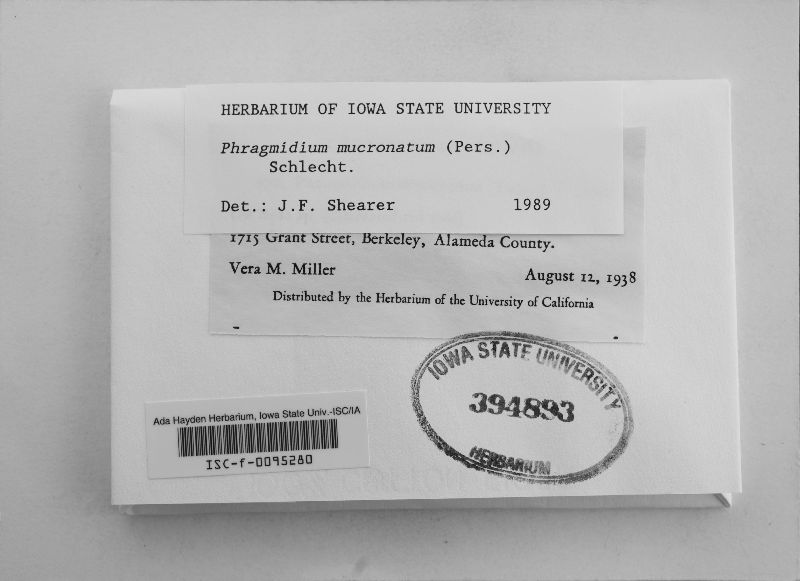 HERBARIUM OF IOWA STATE UNIVERSITY
Phragmidium mucronatum (Pers.)
Schlecht.
Det.: J.F. Shearer 1989
1715 Grant Street, Berkeley, Alameda County.
Vera M. Miller August 12, 1938
Distributed by the Herbarium of the University of California
IOWA STATE UNIVERSITY
394893
HERBARIUM
Ada Hayden Herbarium, Iowa State Univ.-ISC/IA
ISC-f-0095280